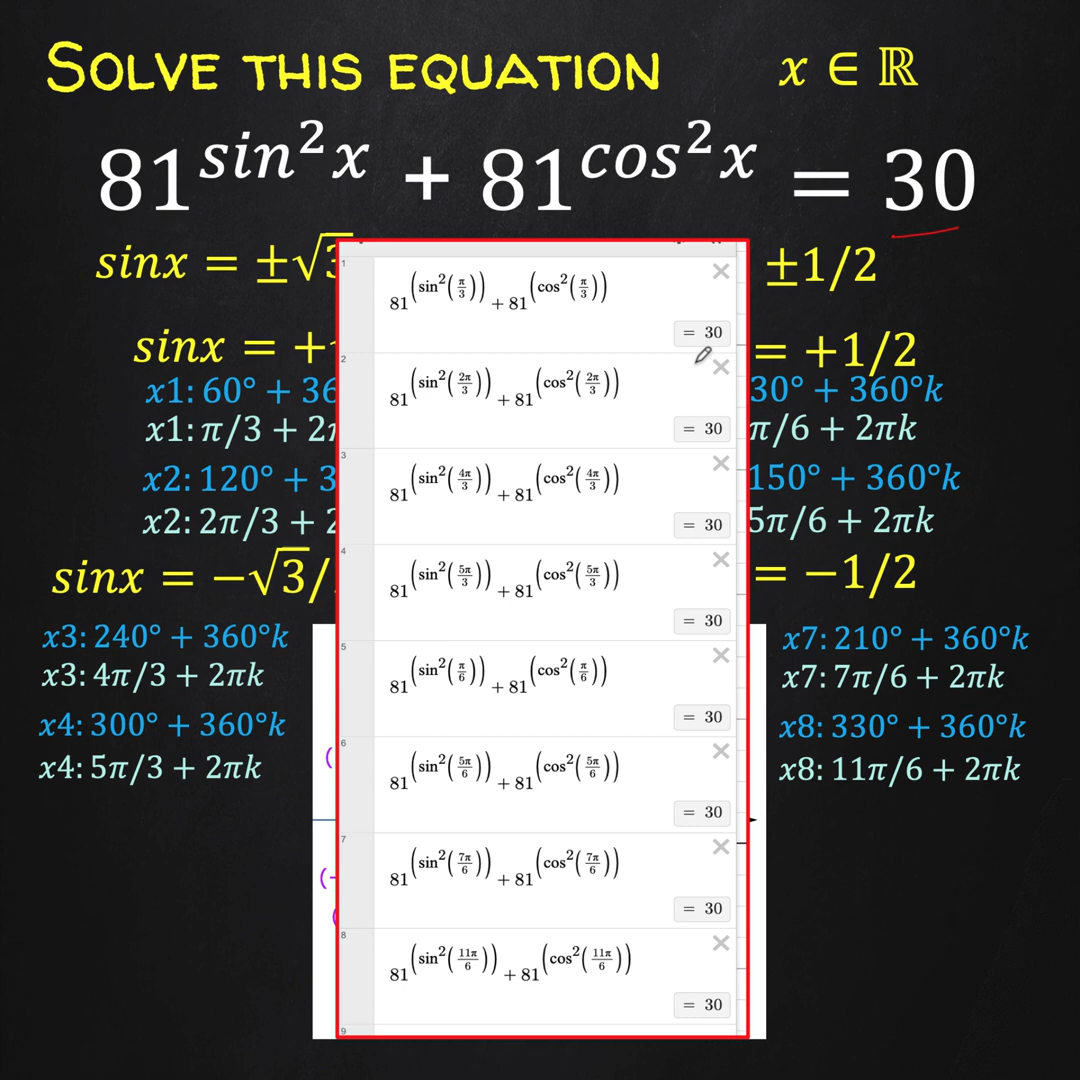 SOLVE THIS EQUATION x ∈ ℝ
81^{sin²x} + 81^{cos²x} = 30
sinx = ±√3 ±1/2
sinx = + = +1/2
x1: 60° + 36 30° + 360°k
x1: π/3 + 2π π/6 + 2πk
x2: 120° + 3 150° + 360°k
x2: 2π/3 + 2 5π/6 + 2πk
sinx = −√3/ = −1/2
x3: 240° + 360°k x7: 210° + 360°k
x3: 4π/3 + 2πk x7: 7π/6 + 2πk
x4: 300° + 360°k x8: 330° + 360°k
x4: 5π/3 + 2πk x8: 11π/6 + 2πk
1
81^{(sin²(π/3))} + 81^{(cos²(π/3))}
= 30
2
81^{(sin²(2π/3))} + 81^{(cos²(2π/3))}
= 30
3
81^{(sin²(4π/3))} + 81^{(cos²(4π/3))}
= 30
4
81^{(sin²(5π/3))} + 81^{(cos²(5π/3))}
= 30
5
81^{(sin²(π/6))} + 81^{(cos²(π/6))}
= 30
6
81^{(sin²(5π/6))} + 81^{(cos²(5π/6))}
= 30
7
81^{(sin²(7π/6))} + 81^{(cos²(7π/6))}
= 30
8
81^{(sin²(11π/6))} + 81^{(cos²(11π/6))}
= 30
9